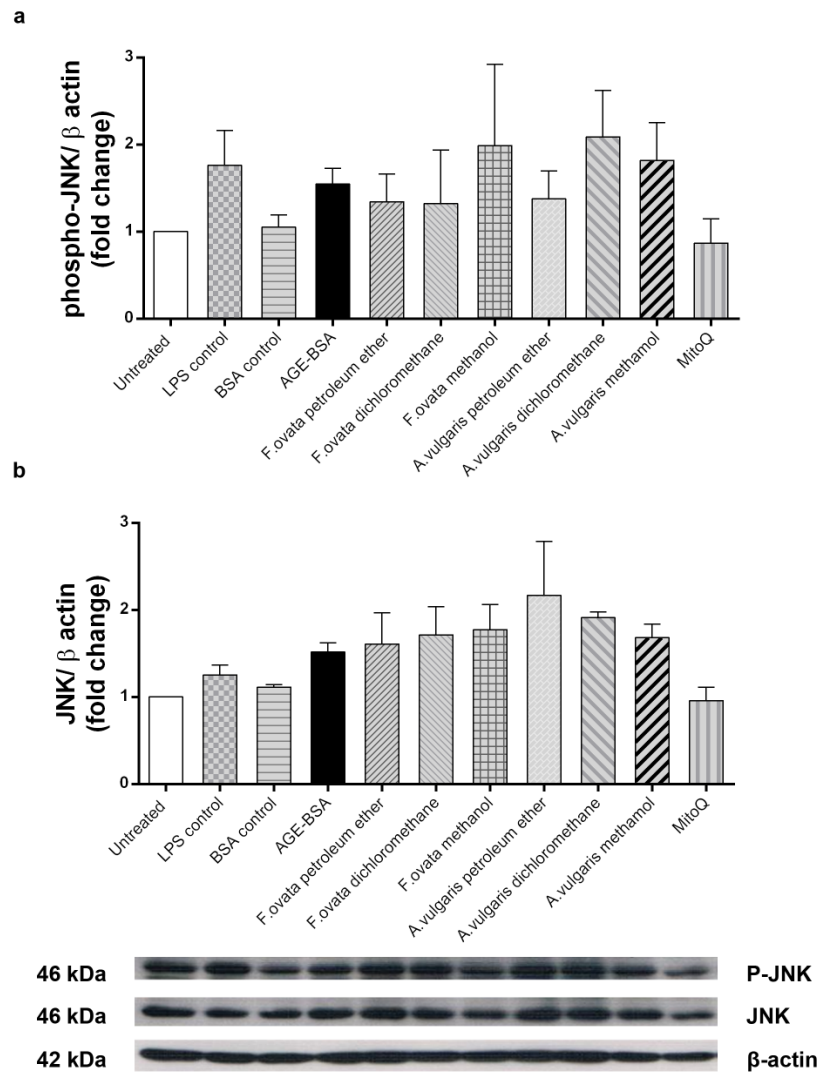 a
phospho-JNK/ β actin
(fold change)
3
2
1
0
Untreated
LPS control
BSA control
AGE-BSA
F.ovata petroleum ether
F.ovata dichloromethane
F.ovata methanol
A.vulgaris petroleum ether
A.vulgaris dichloromethane
A.vulgaris methamol
MitoQ
b
JNK/ β actin
(fold change)
3
2
1
0
Untreated
LPS control
BSA control
AGE-BSA
F.ovata petroleum ether
F.ovata dichloromethane
F.ovata methanol
A.vulgaris petroleum ether
A.vulgaris dichloromethane
A.vulgaris methamol
MitoQ
46 kDa P-JNK
46 kDa JNK
42 kDa β-actin